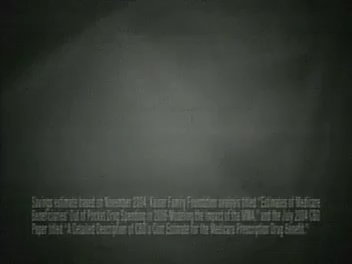 Savings estimate based on November 2004 Kaiser Family Foundation analysis titled "Estimates of Medicare
Beneficiaries' Out of Pocket Drug Spending in 2006-Modeling the Impact of the MMA," and the July 2004 CBO
Paper titled "A Detailed Description of CBO's Cost Estimate for the Medicare Prescription Drug Benefit."